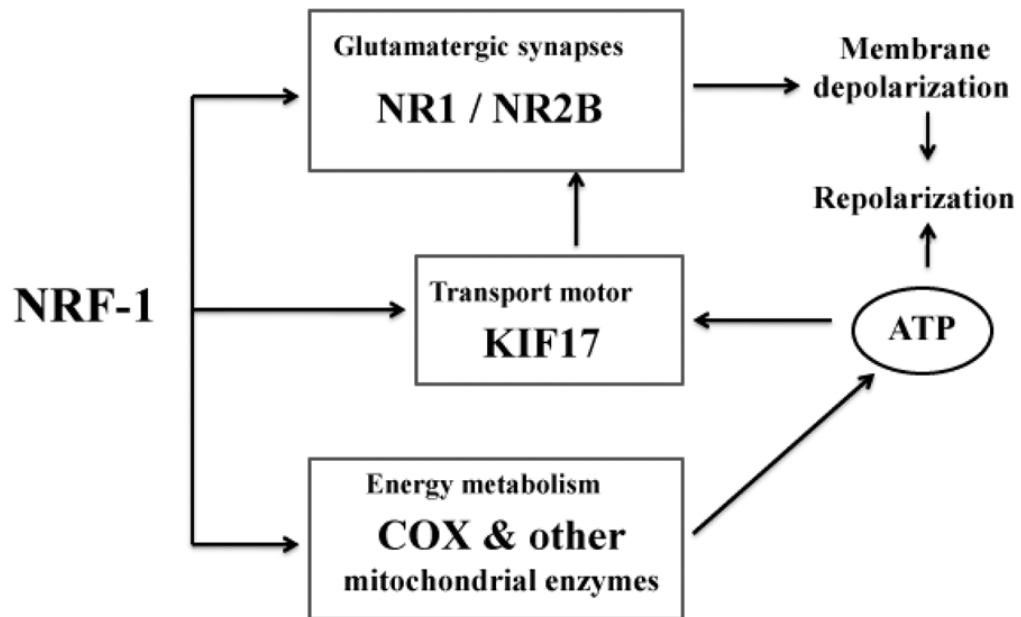 Glutamatergic synapses
NR1 / NR2B
Membrane
depolarization
Repolarization
NRF-1
Transport motor
KIF17
ATP
Energy metabolism
COX & other
mitochondrial enzymes